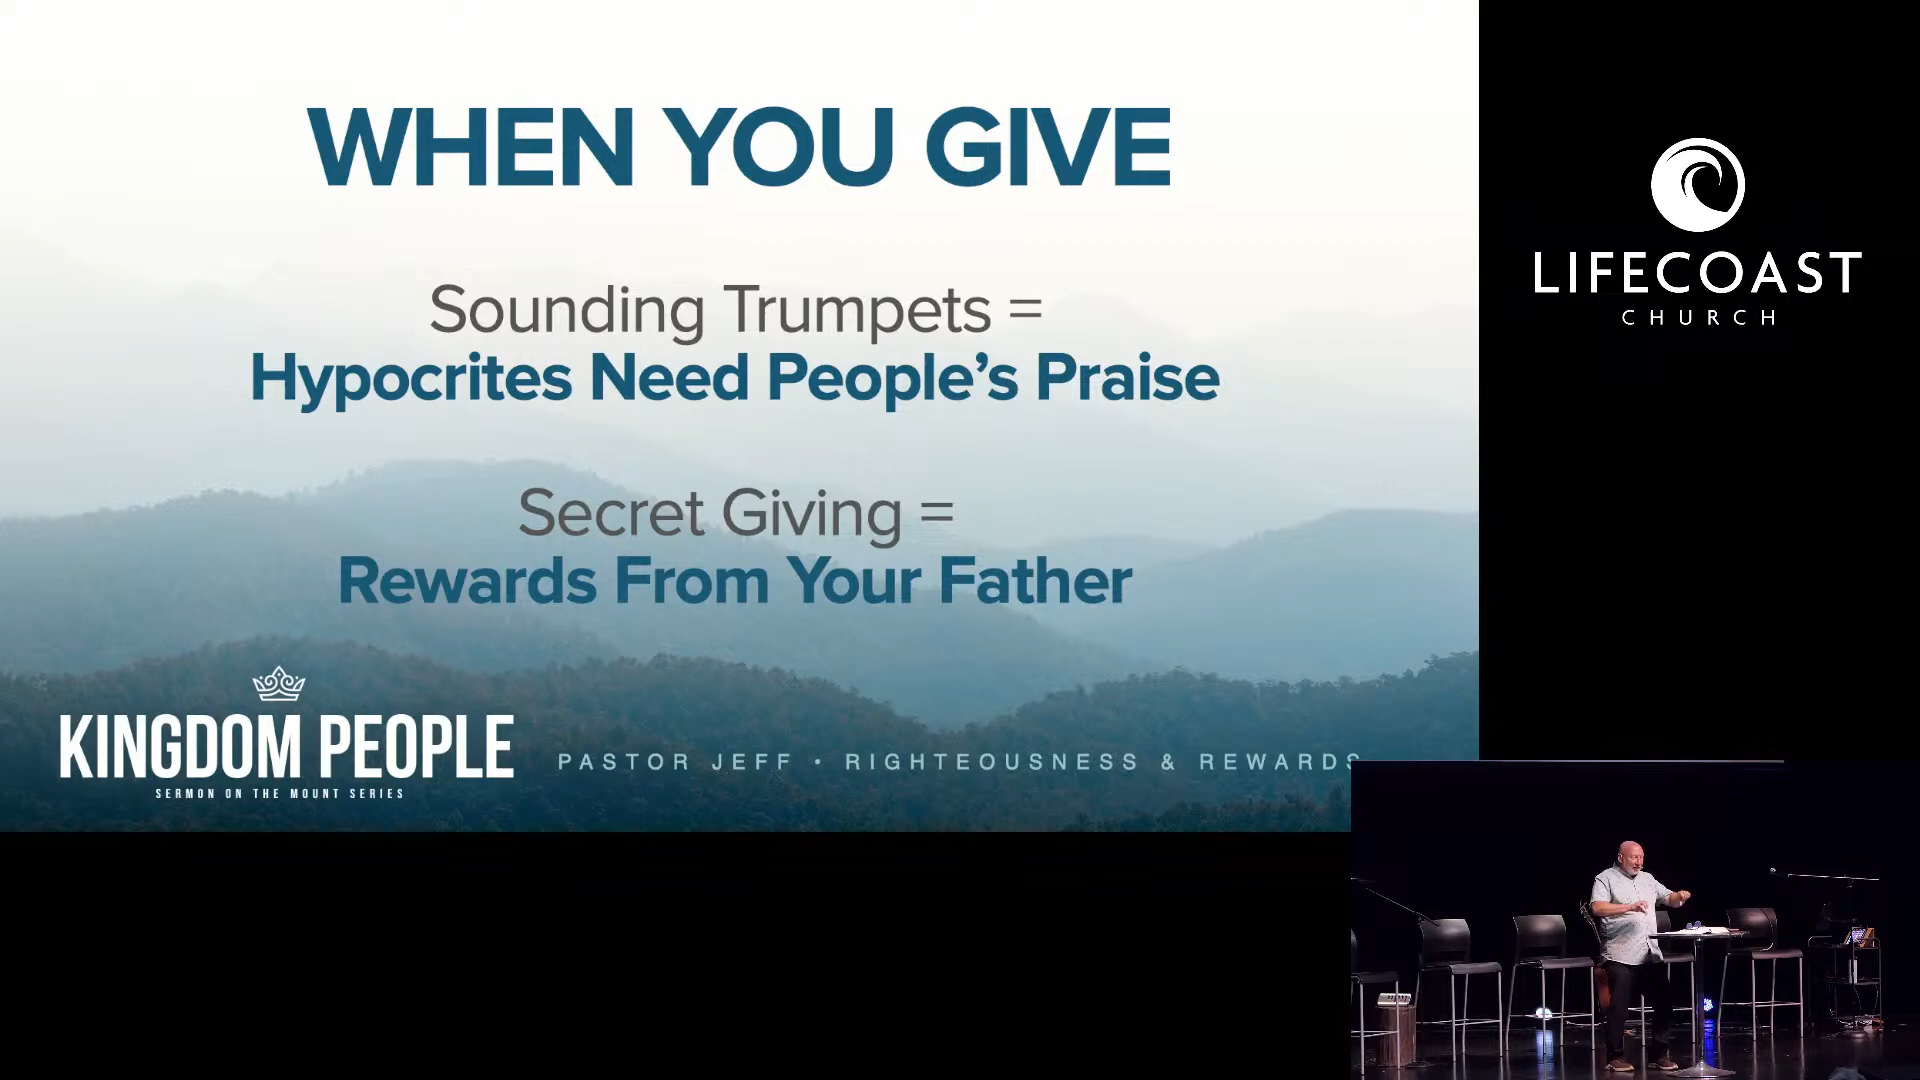 WHEN YOU GIVE
Sounding Trumpets =
Hypocrites Need People’s Praise
Secret Giving =
Rewards From Your Father
KINGDOM PEOPLE
SERMON ON THE MOUNT SERIES
PASTOR JEFF • RIGHTEOUSNESS & REWARDS
LIFECOAST
CHURCH